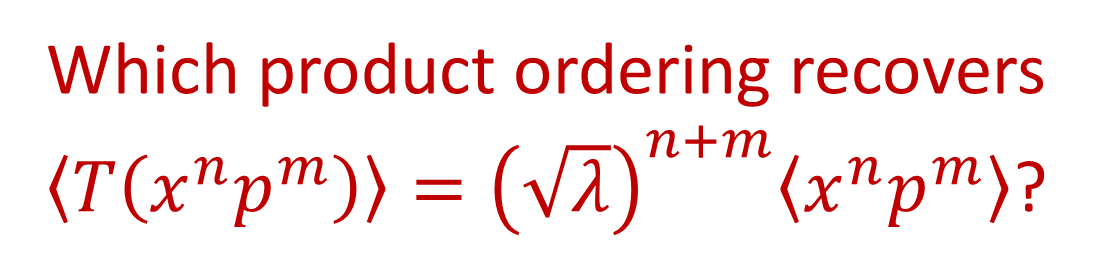 Which product ordering recovers
⟨T(xⁿpᵐ)⟩ = (√λ)ⁿ⁺ᵐ ⟨xⁿpᵐ⟩?